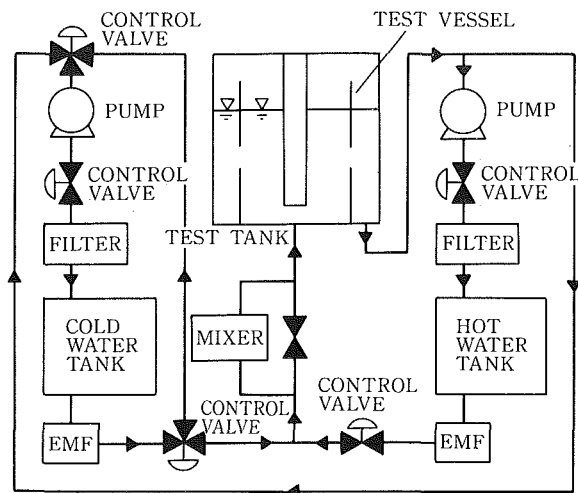 CONTROL
VALVE
TEST VESSEL
PUMP
PUMP
CONTROL
VALVE
CONTROL
VALVE
FILTER
TEST TANK
FILTER
COLD
WATER
TANK
MIXER
HOT
WATER
TANK
CONTROL
VALVE
CONTROL
VALVE
EMF
EMF